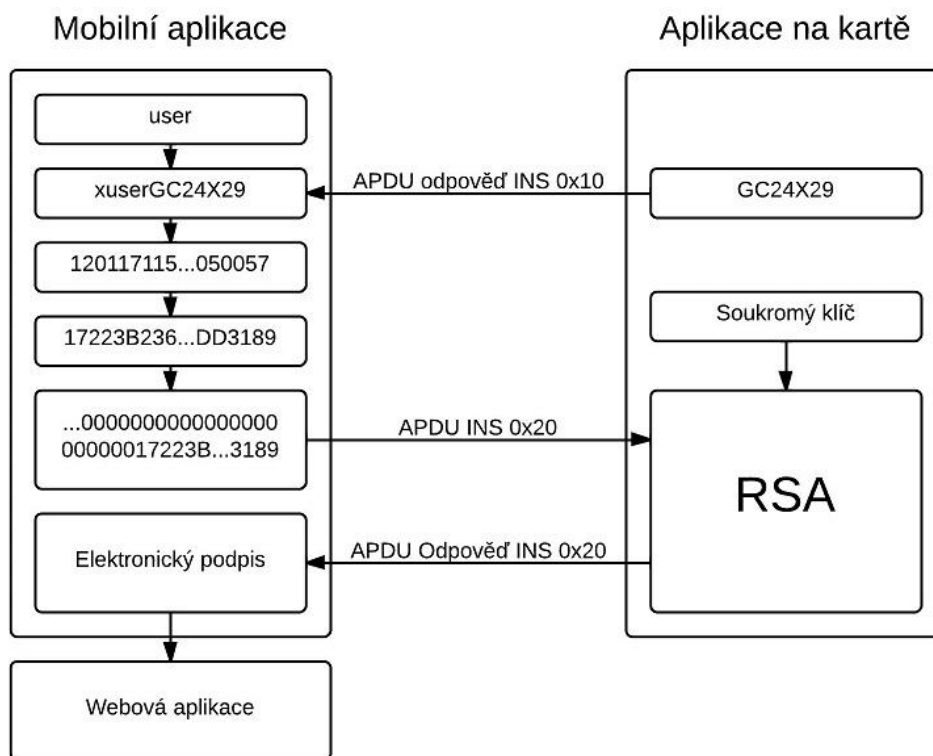 Mobilní aplikace
Aplikace na kartě
user
xuserGC24X29
APDU odpověď INS 0x10
GC24X29
120117115...050057
17223B236...DD3189
Soukromý klíč
...0000000000000000
00000017223B...3189
APDU INS 0x20
RSA
Elektronický podpis
APDU Odpověď INS 0x20
Webová aplikace